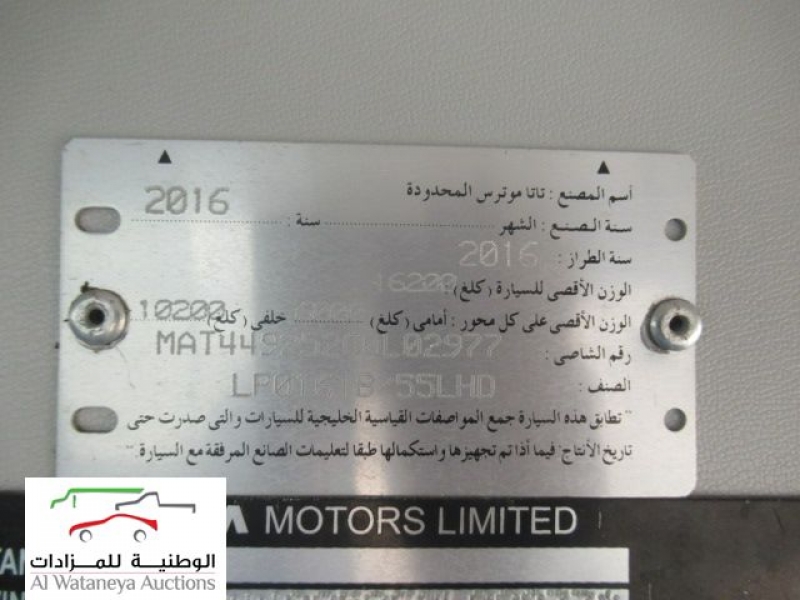 أسم المصنع : تاتا موترس المحدودة
سنة الصنع : الشهر سنة : 2016
سنة الطراز : 2016
الوزن الأقصى للسيارة (كلغ) : 16200
الوزن الأقصى على كل محور : أمامي (كلغ) خلفي (كلغ) 10200
رقم الشاصي :
الصنف : 55LHD
" تطابق هذه السيارة جمع المواصفات القياسية الخليجية للسيارات والتي صدرت حتى
تاريخ الأنتاج : فيما أذا تم تجهيزها واستكمالها طبقا لتعليمات الصانع المرفقة مع السيارة. "
MOTORS LIMITED
الوطنية للمزادات
Al Wataneya Auctions